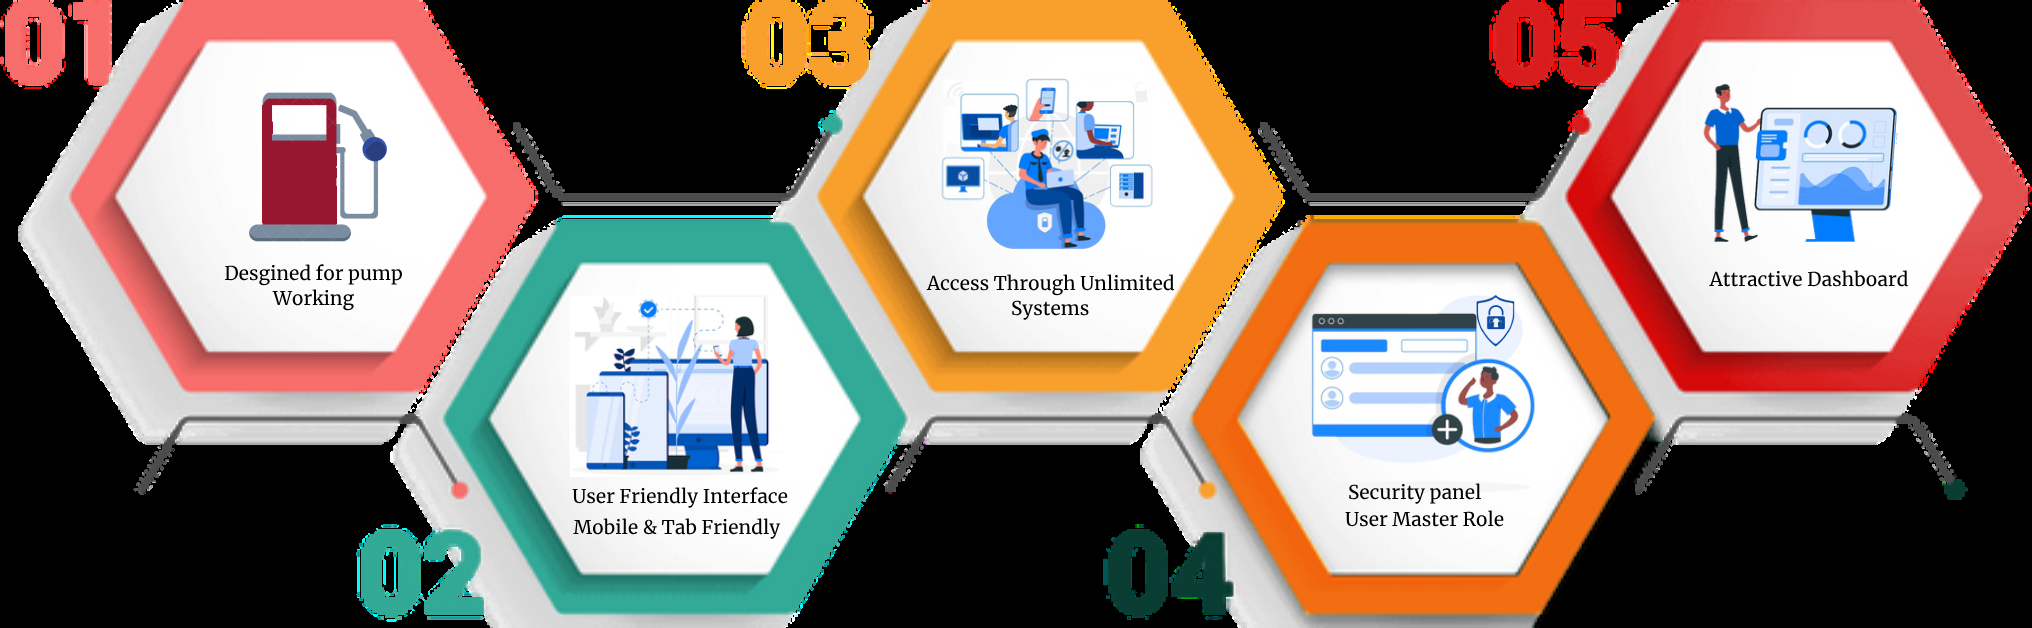 01
Desgined for pump
Working
02
User Friendly Interface
Mobile & Tab Friendly
03
Access Through Unlimited
Systems
04
Security panel
User Master Role
05
Attractive Dashboard